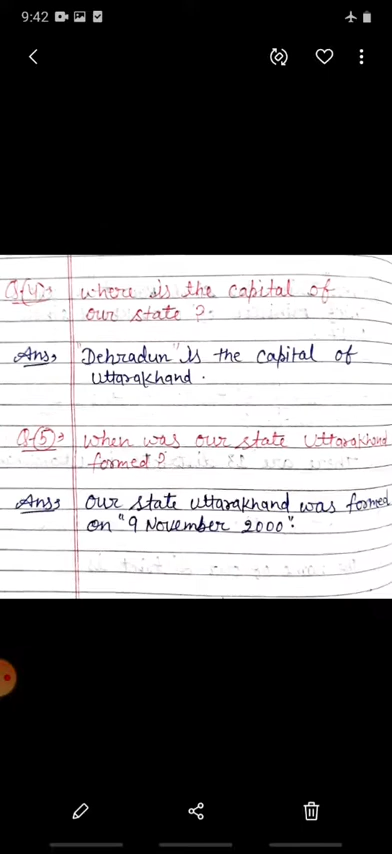 9:42
Q(4)→ where is the capital of
our state ?
Ans→ "Dehradun" is the capital of
Uttarakhand .
Q(5)→ When was our state Uttarakhand
formed ?
Ans→ Our state uttarakhand was formed
on "9 November 2000".